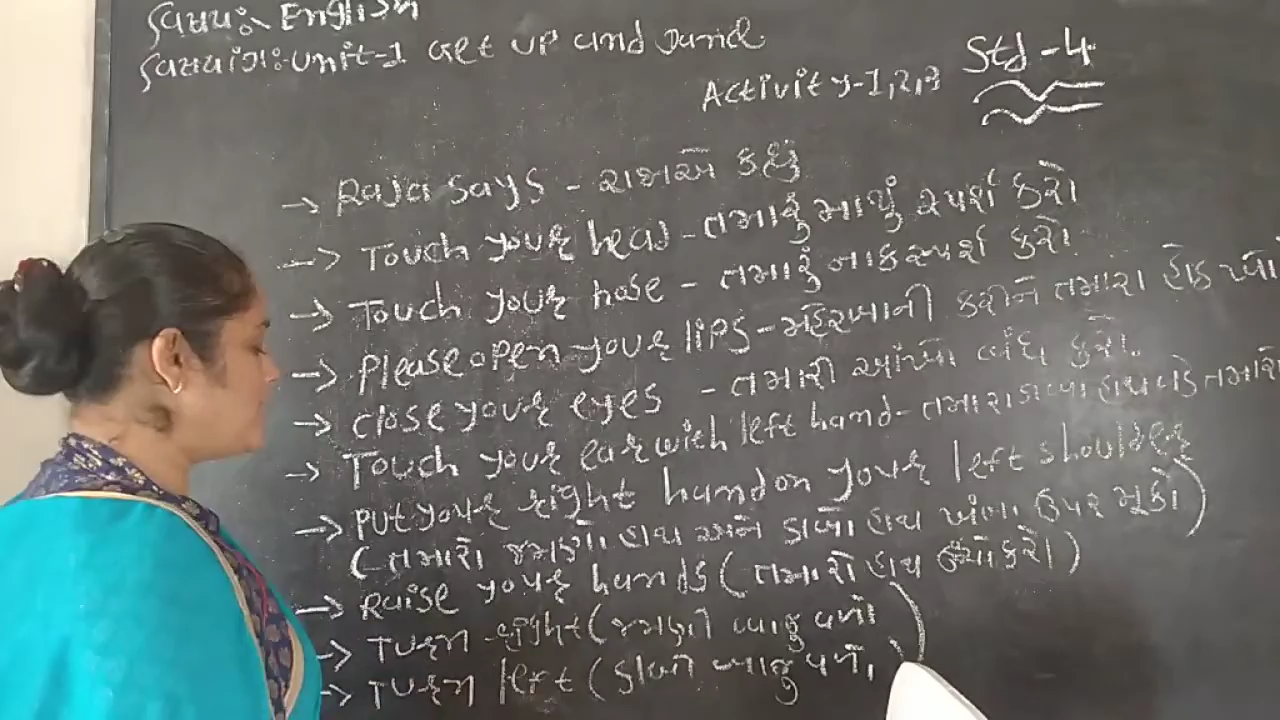 વિષય:- English
વિષયાંગ:- unit-1 Get up and Jand
Std - 4
Activity-1,2,3
→ Raja says - રાજાએ કહ્યું
→ Touch your head - તમારું માથું સ્પર્શ કરો
→ Touch your nose - તમારું નાક સ્પર્શ કરો.
→ Please open your lips - મહેરબાની કરીને તમારા હોઠ ખો
→ close your eyes - તમારી આંખો બંધ કરો.
→ Touch your ear with left hand - તમારા ડાબા હાથ વડે તમારો
→ Put your right hand on your left shoulder
(તમારો જમણો હાથ અને ડાબો હાથ ખંભા ઉપર મૂકો)
→ Raise your hands (તમારો હાથ ઊંચો કરો)
→ Turn right (જમણી બાજુ વળો)
→ Turn left (ડાબી બાજુ વળો)